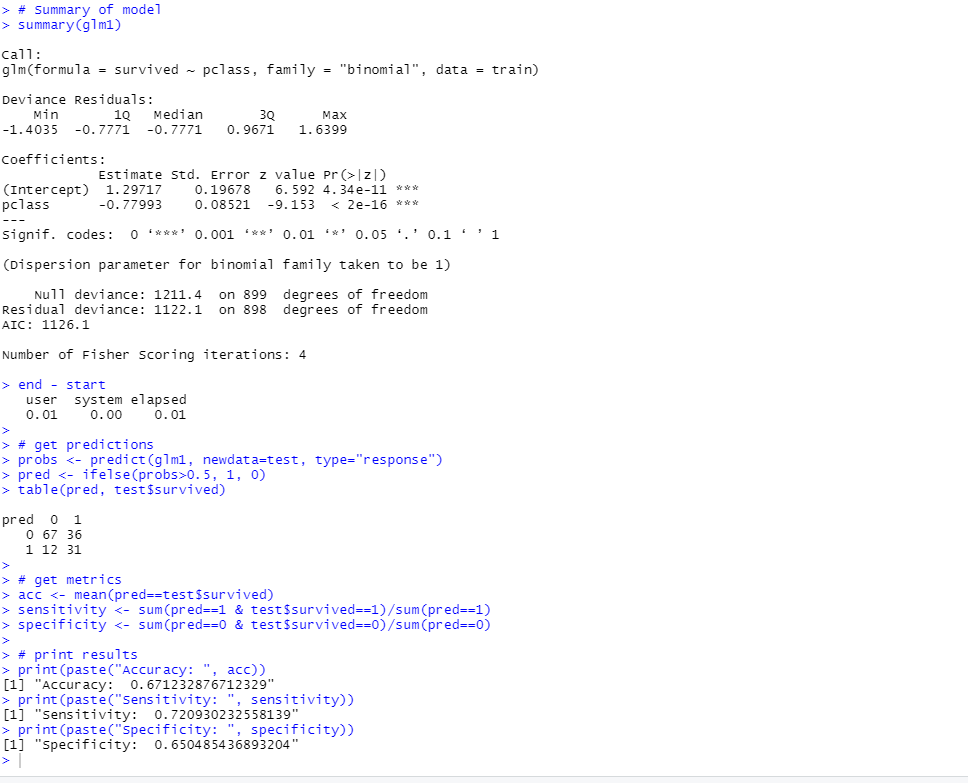 > # Summary of model
> summary(glm1)
Call:
glm(formula = survived ~ pclass, family = "binomial", data = train)
Deviance Residuals:
    Min       1Q   Median       3Q      Max
-1.4035  -0.7771  -0.7771   0.9671   1.6399
Coefficients:
            Estimate Std. Error z value Pr(>|z|)
(Intercept)  1.29717    0.19678   6.592 4.34e-11 ***
pclass      -0.77993    0.08521  -9.153  < 2e-16 ***
---
Signif. codes:  0 ‘***’ 0.001 ‘**’ 0.01 ‘*’ 0.05 ‘.’ 0.1 ‘ ’ 1
(Dispersion parameter for binomial family taken to be 1)
    Null deviance: 1211.4  on 899  degrees of freedom
Residual deviance: 1122.1  on 898  degrees of freedom
AIC: 1126.1
Number of Fisher Scoring iterations: 4
> end - start
   user  system elapsed
   0.01    0.00    0.01
>
> # get predictions
> probs <- predict(glm1, newdata=test, type="response")
> pred <- ifelse(probs>0.5, 1, 0)
> table(pred, test$survived)
pred  0  1
   0 67 36
   1 12 31
>
> # get metrics
> acc <- mean(pred==test$survived)
> sensitivity <- sum(pred==1 & test$survived==1)/sum(pred==1)
> specificity <- sum(pred==0 & test$survived==0)/sum(pred==0)
>
> # print results
> print(paste("Accuracy: ", acc))
[1] "Accuracy:  0.671232876712329"
> print(paste("Sensitivity: ", sensitivity))
[1] "Sensitivity:  0.720930232558139"
> print(paste("Specificity: ", specificity))
[1] "Specificity:  0.650485436893204"
>